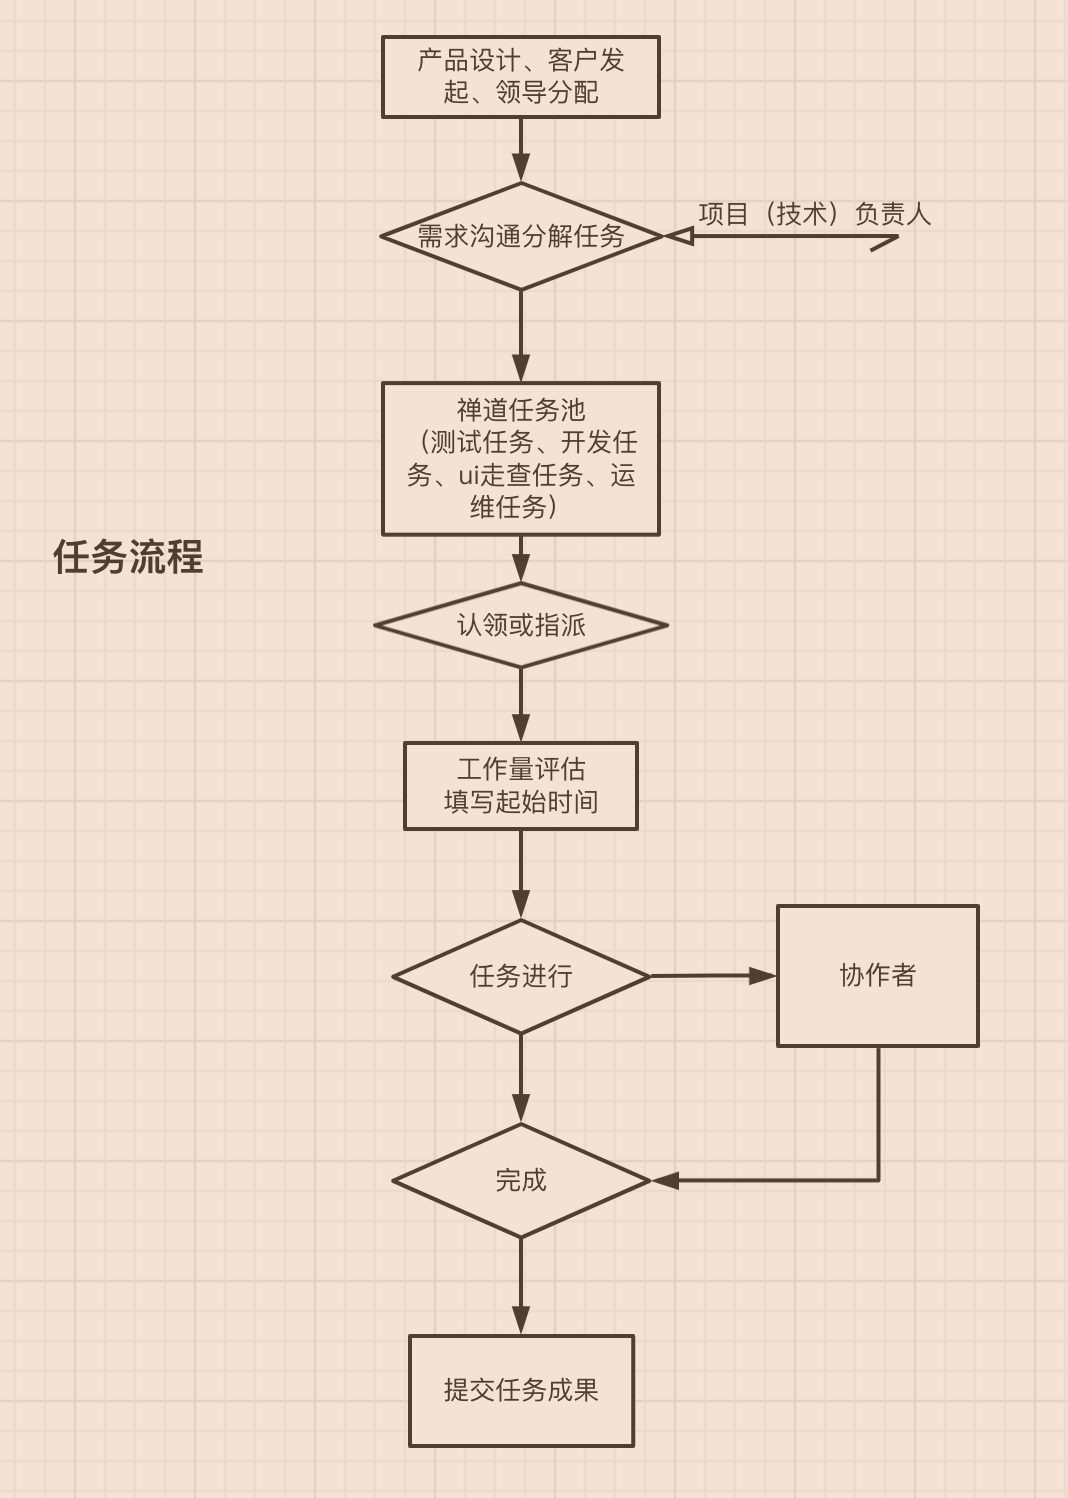 产品设计、客户发
起、领导分配
需求沟通分解任务
项目（技术）负责人
禅道任务池
（测试任务、开发任
务、ui走查任务、运
维任务）
任务流程
认领或指派
工作量评估
填写起始时间
任务进行
协作者
完成
提交任务成果